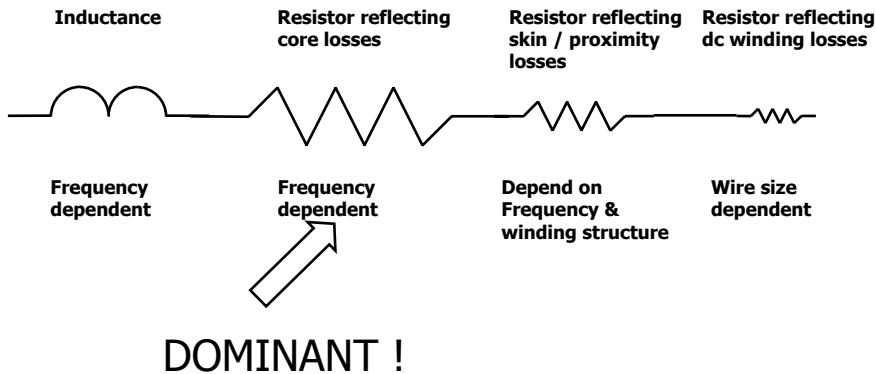 Inductance
Resistor reflecting
core losses
Resistor reflecting
skin / proximity
losses
Resistor reflecting
dc winding losses
Frequency
dependent
Frequency
dependent
Depend on
Frequency &
winding structure
Wire size
dependent
DOMINANT !